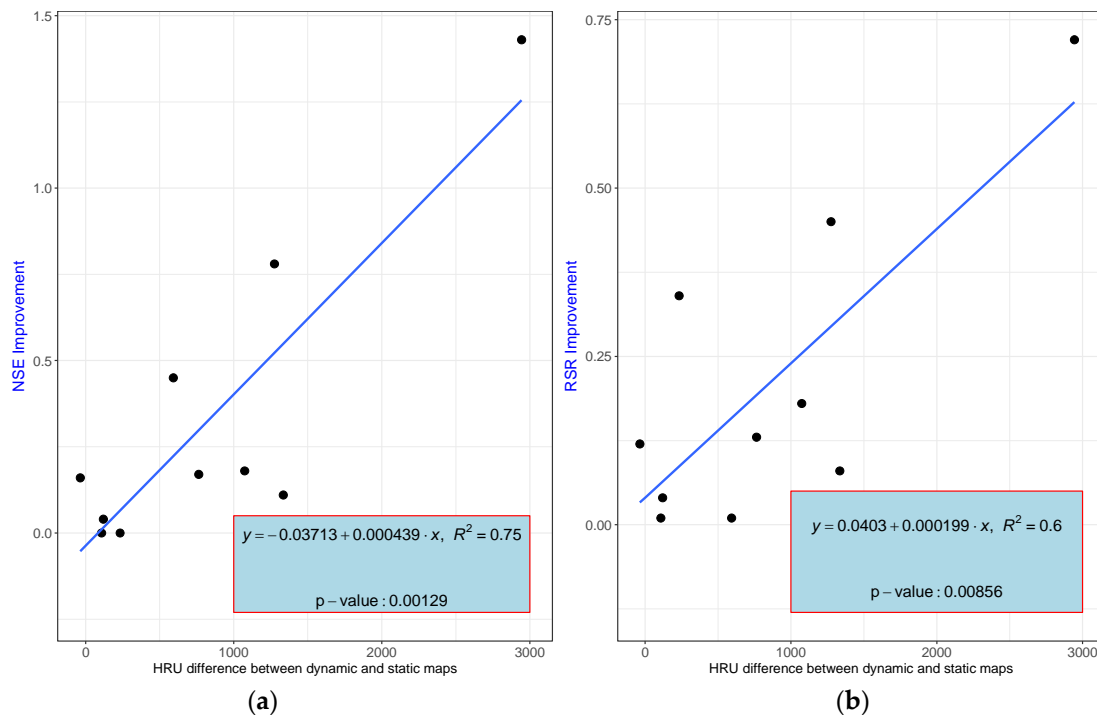 1.5
1.0
0.5
0.0
NSE Improvement
y = − 0.03713 + 0.000439 · x, R² = 0.75
p − value : 0.00129
0 1000 2000 3000
HRU difference between dynamic and static maps
(a)
0.75
0.50
0.25
0.00
RSR Improvement
y = 0.0403 + 0.000199 · x, R² = 0.6
p − value : 0.00856
0 1000 2000 3000
HRU difference between dynamic and static maps
(b)